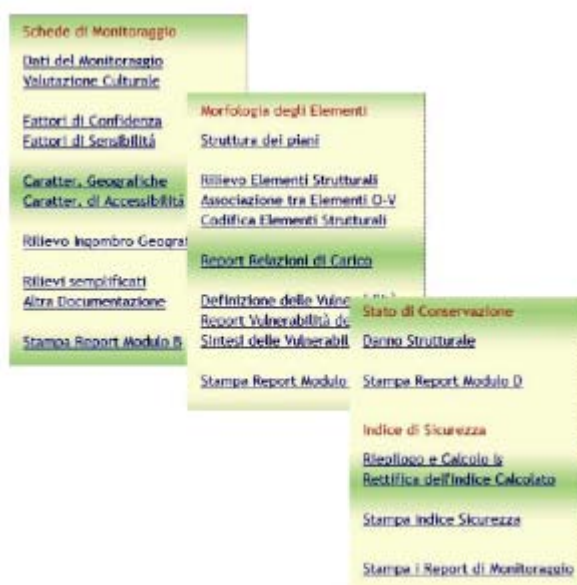 Schede di Monitoraggio
Dati del Monitoraggio
Valutazione Culturale
Fattori di Confidenza
Fattori di Sensibilità
Caratter. Geografiche
Caratter. di Accessibilità
Rilievo Ingombro Geograf
Rilievi semplificati
Altra Documentazione
Stampa Report Modulo B
Morfologia degli Elementi
Struttura dei piani
Rilievo Elementi Strutturali
Associazione tra Elementi O-V
Codifica Elementi Strutturali
Report Relazioni di Carico
Definizione delle Vulnerabilità
Report Vulnerabilità de
Sintesi delle Vulnerabil
Stampa Report Modulo
Stato di Conservazione
Danno Strutturale
Stampa Report Modulo D
Indice di Sicurezza
Riepilogo e Calcolo Is
Rettifica dell'Indice Calcolato
Stampa Indice Sicurezza
Stampa i Report di Monitoraggio